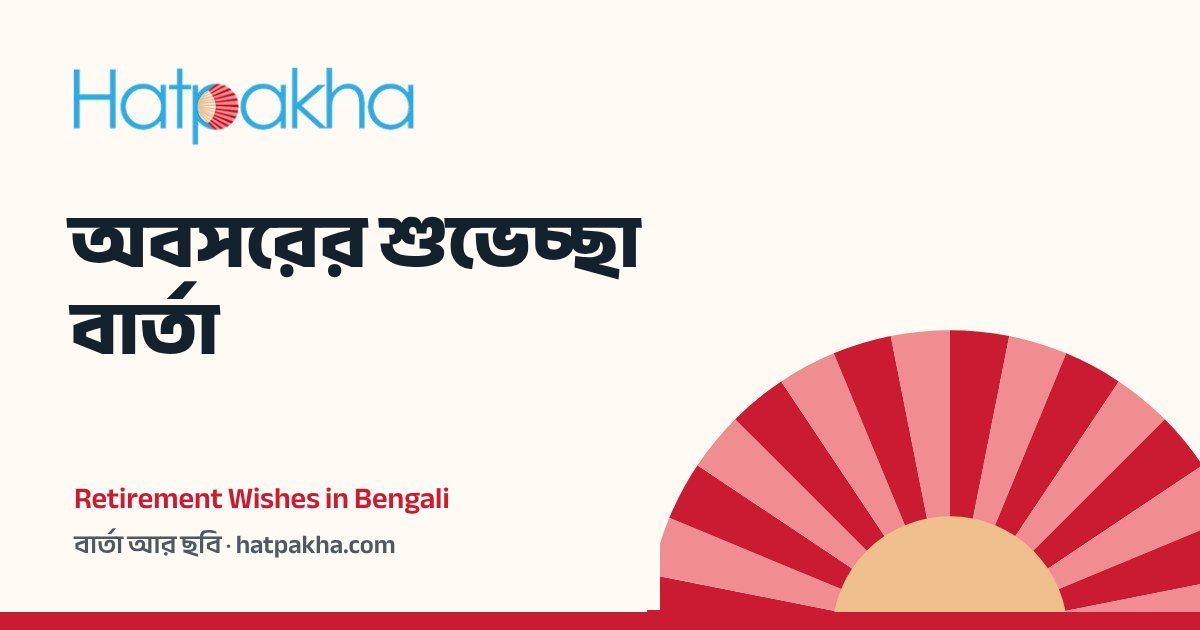 Hatpakha
অবসরের শুভেচ্ছা
বার্তা
Retirement Wishes in Bengali
বার্তা আর ছবি · hatpakha.com